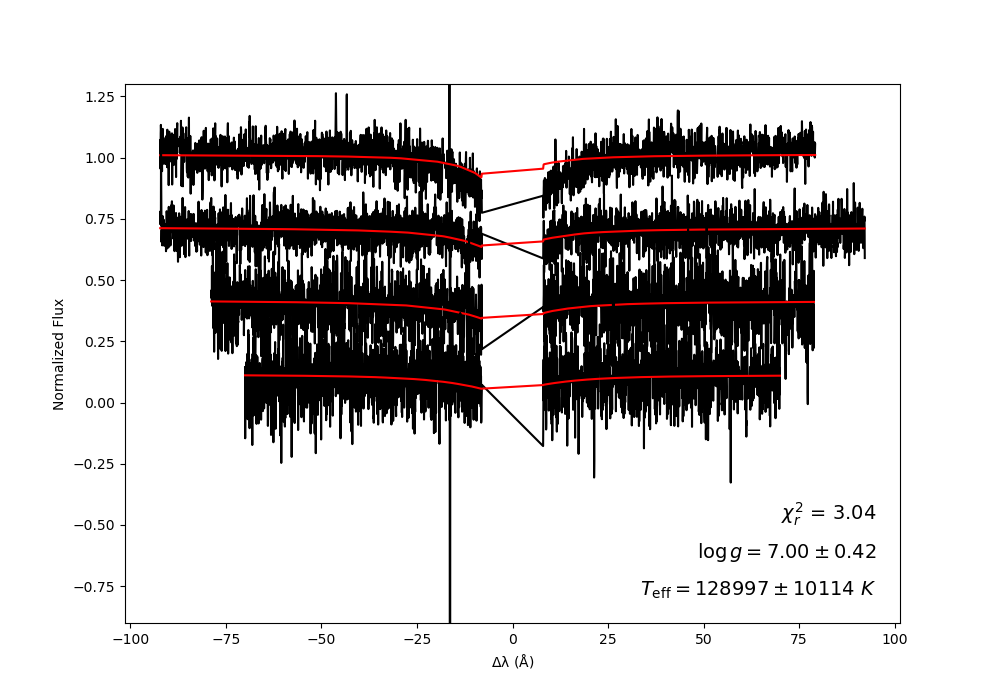 1.25
1.00
0.75
0.50
0.25
0.00
−0.25
−0.50
−0.75
Normalized Flux
χ²ᵣ = 3.04
log g = 7.00 ± 0.42
T_eff = 128997 ± 10114 K
−100 −75 −50 −25 0 25 50 75 100
Δλ (Å)